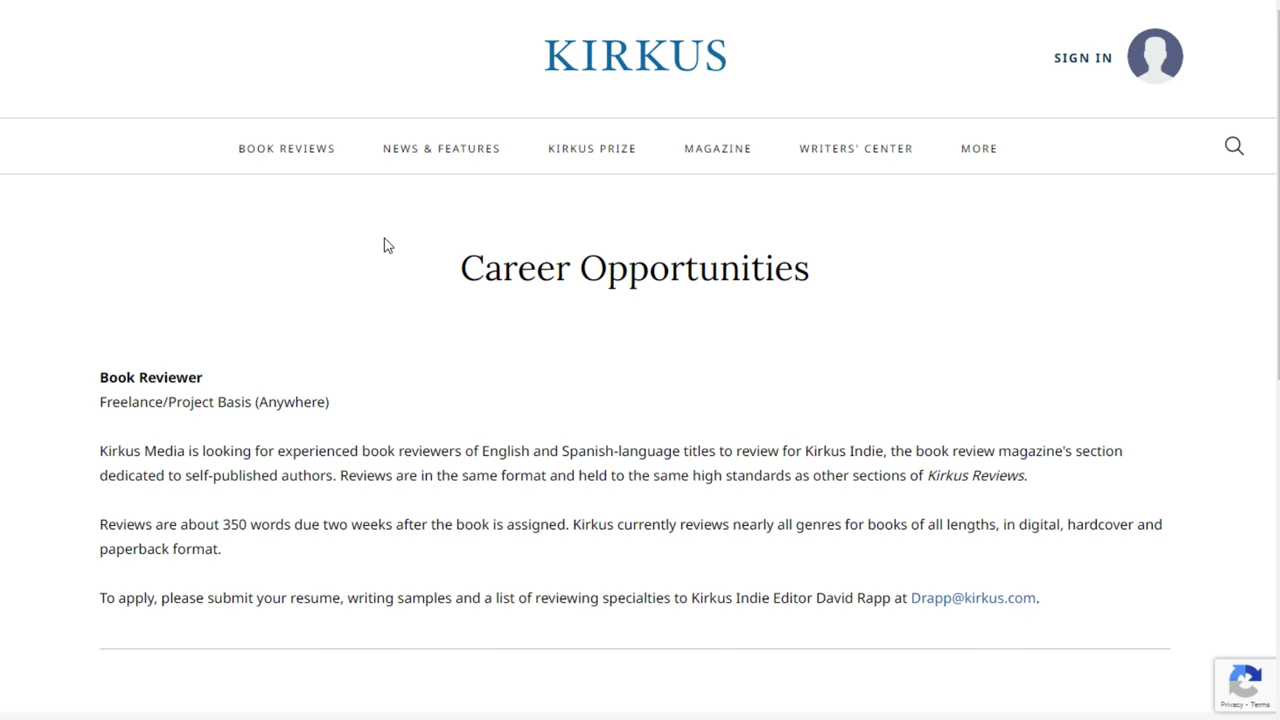 KIRKUS
SIGN IN
BOOK REVIEWS NEWS & FEATURES KIRKUS PRIZE MAGAZINE WRITERS' CENTER MORE
Career Opportunities
Book Reviewer
Freelance/Project Basis (Anywhere)
Kirkus Media is looking for experienced book reviewers of English and Spanish-language titles to review for Kirkus Indie, the book review magazine's section
dedicated to self-published authors. Reviews are in the same format and held to the same high standards as other sections of Kirkus Reviews.
Reviews are about 350 words due two weeks after the book is assigned. Kirkus currently reviews nearly all genres for books of all lengths, in digital, hardcover and
paperback format.
To apply, please submit your resume, writing samples and a list of reviewing specialties to Kirkus Indie Editor David Rapp at Drapp@kirkus.com.
Privacy - Terms